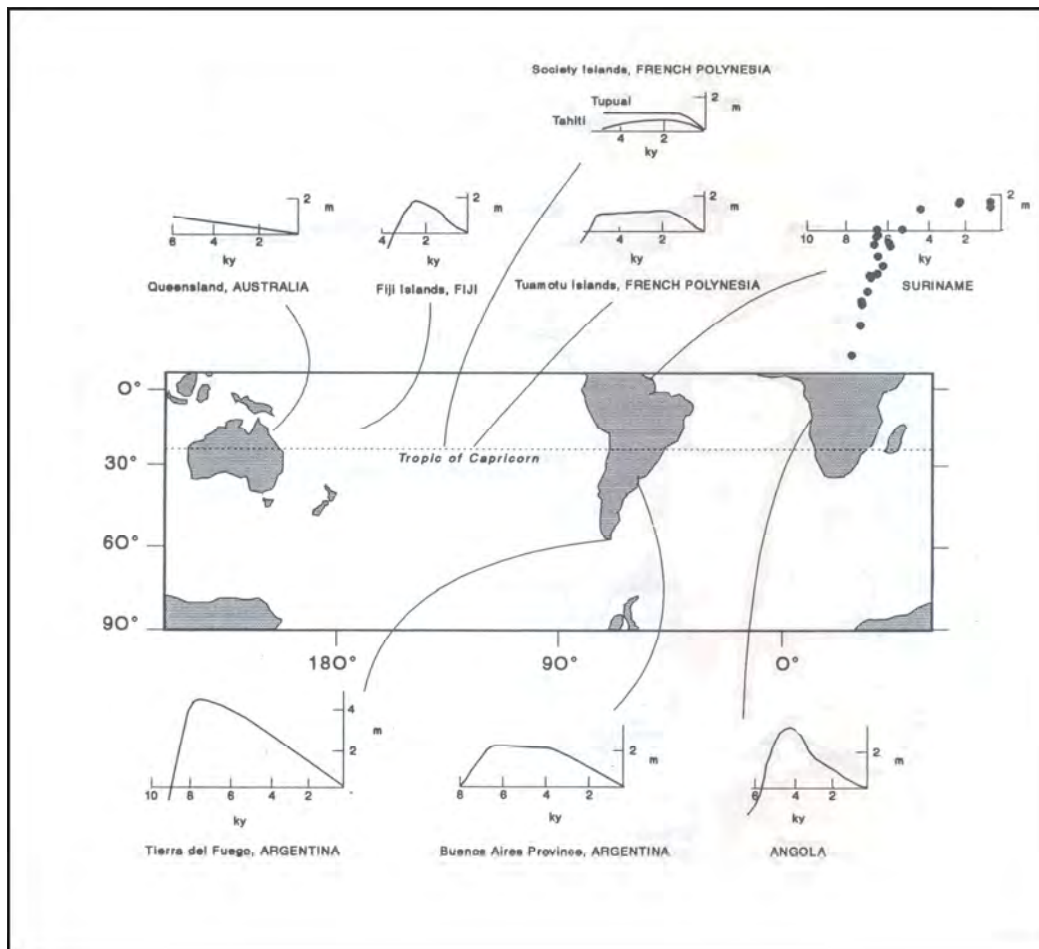 Society Islands, FRENCH POLYNESIA
Tupuai
Tahiti
2
m
4 2
ky
2
m
6 4 2
ky
Queensland, AUSTRALIA
2
m
4 2
ky
Fiji Islands, FIJI
2
m
4 2
ky
Tuamotu Islands, FRENCH POLYNESIA
2
m
10 8 6 4 2
ky
SURINAME
0°
30°
60°
90°
Tropic of Capricorn
180° 90° 0°
4
2
m
10 8 6 4 2
ky
Tierra del Fuego, ARGENTINA
2
m
8 6 4 2
ky
Buenos Aires Province, ARGENTINA
2
m
6 4 2
ky
ANGOLA